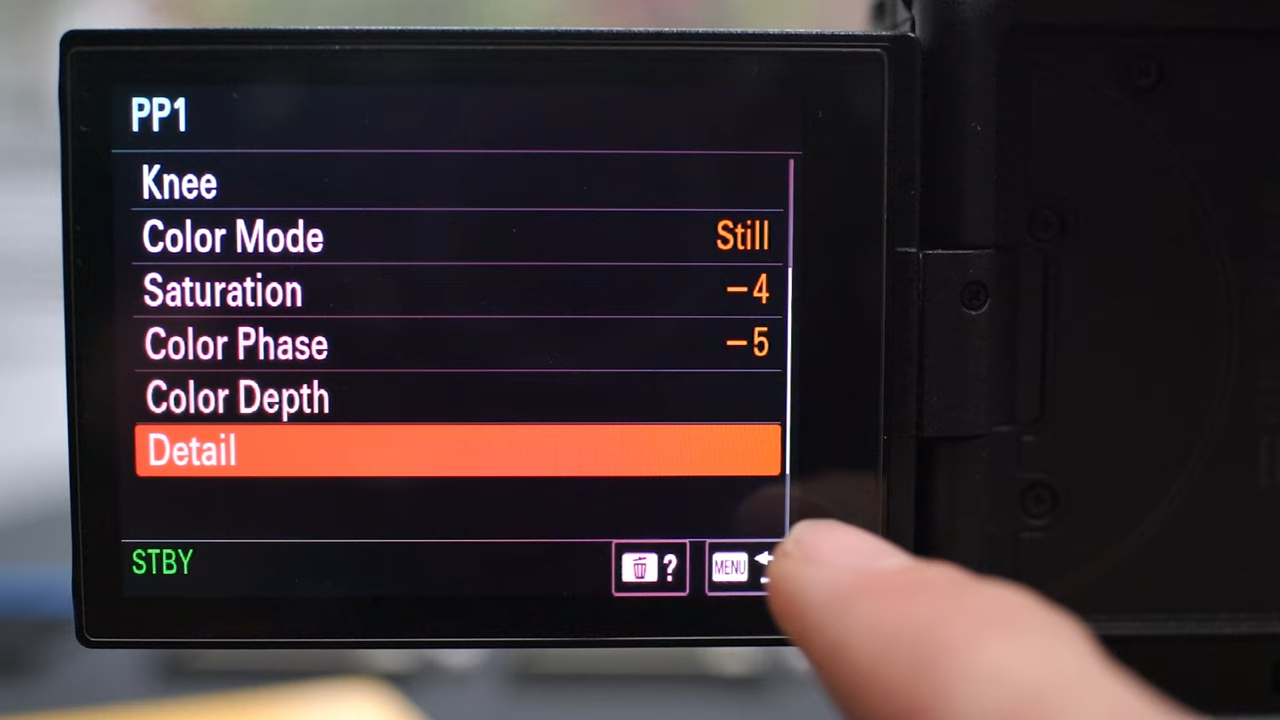 PP1
Knee
Color Mode Still
Saturation −4
Color Phase −5
Color Depth
Detail
STBY ? MENU